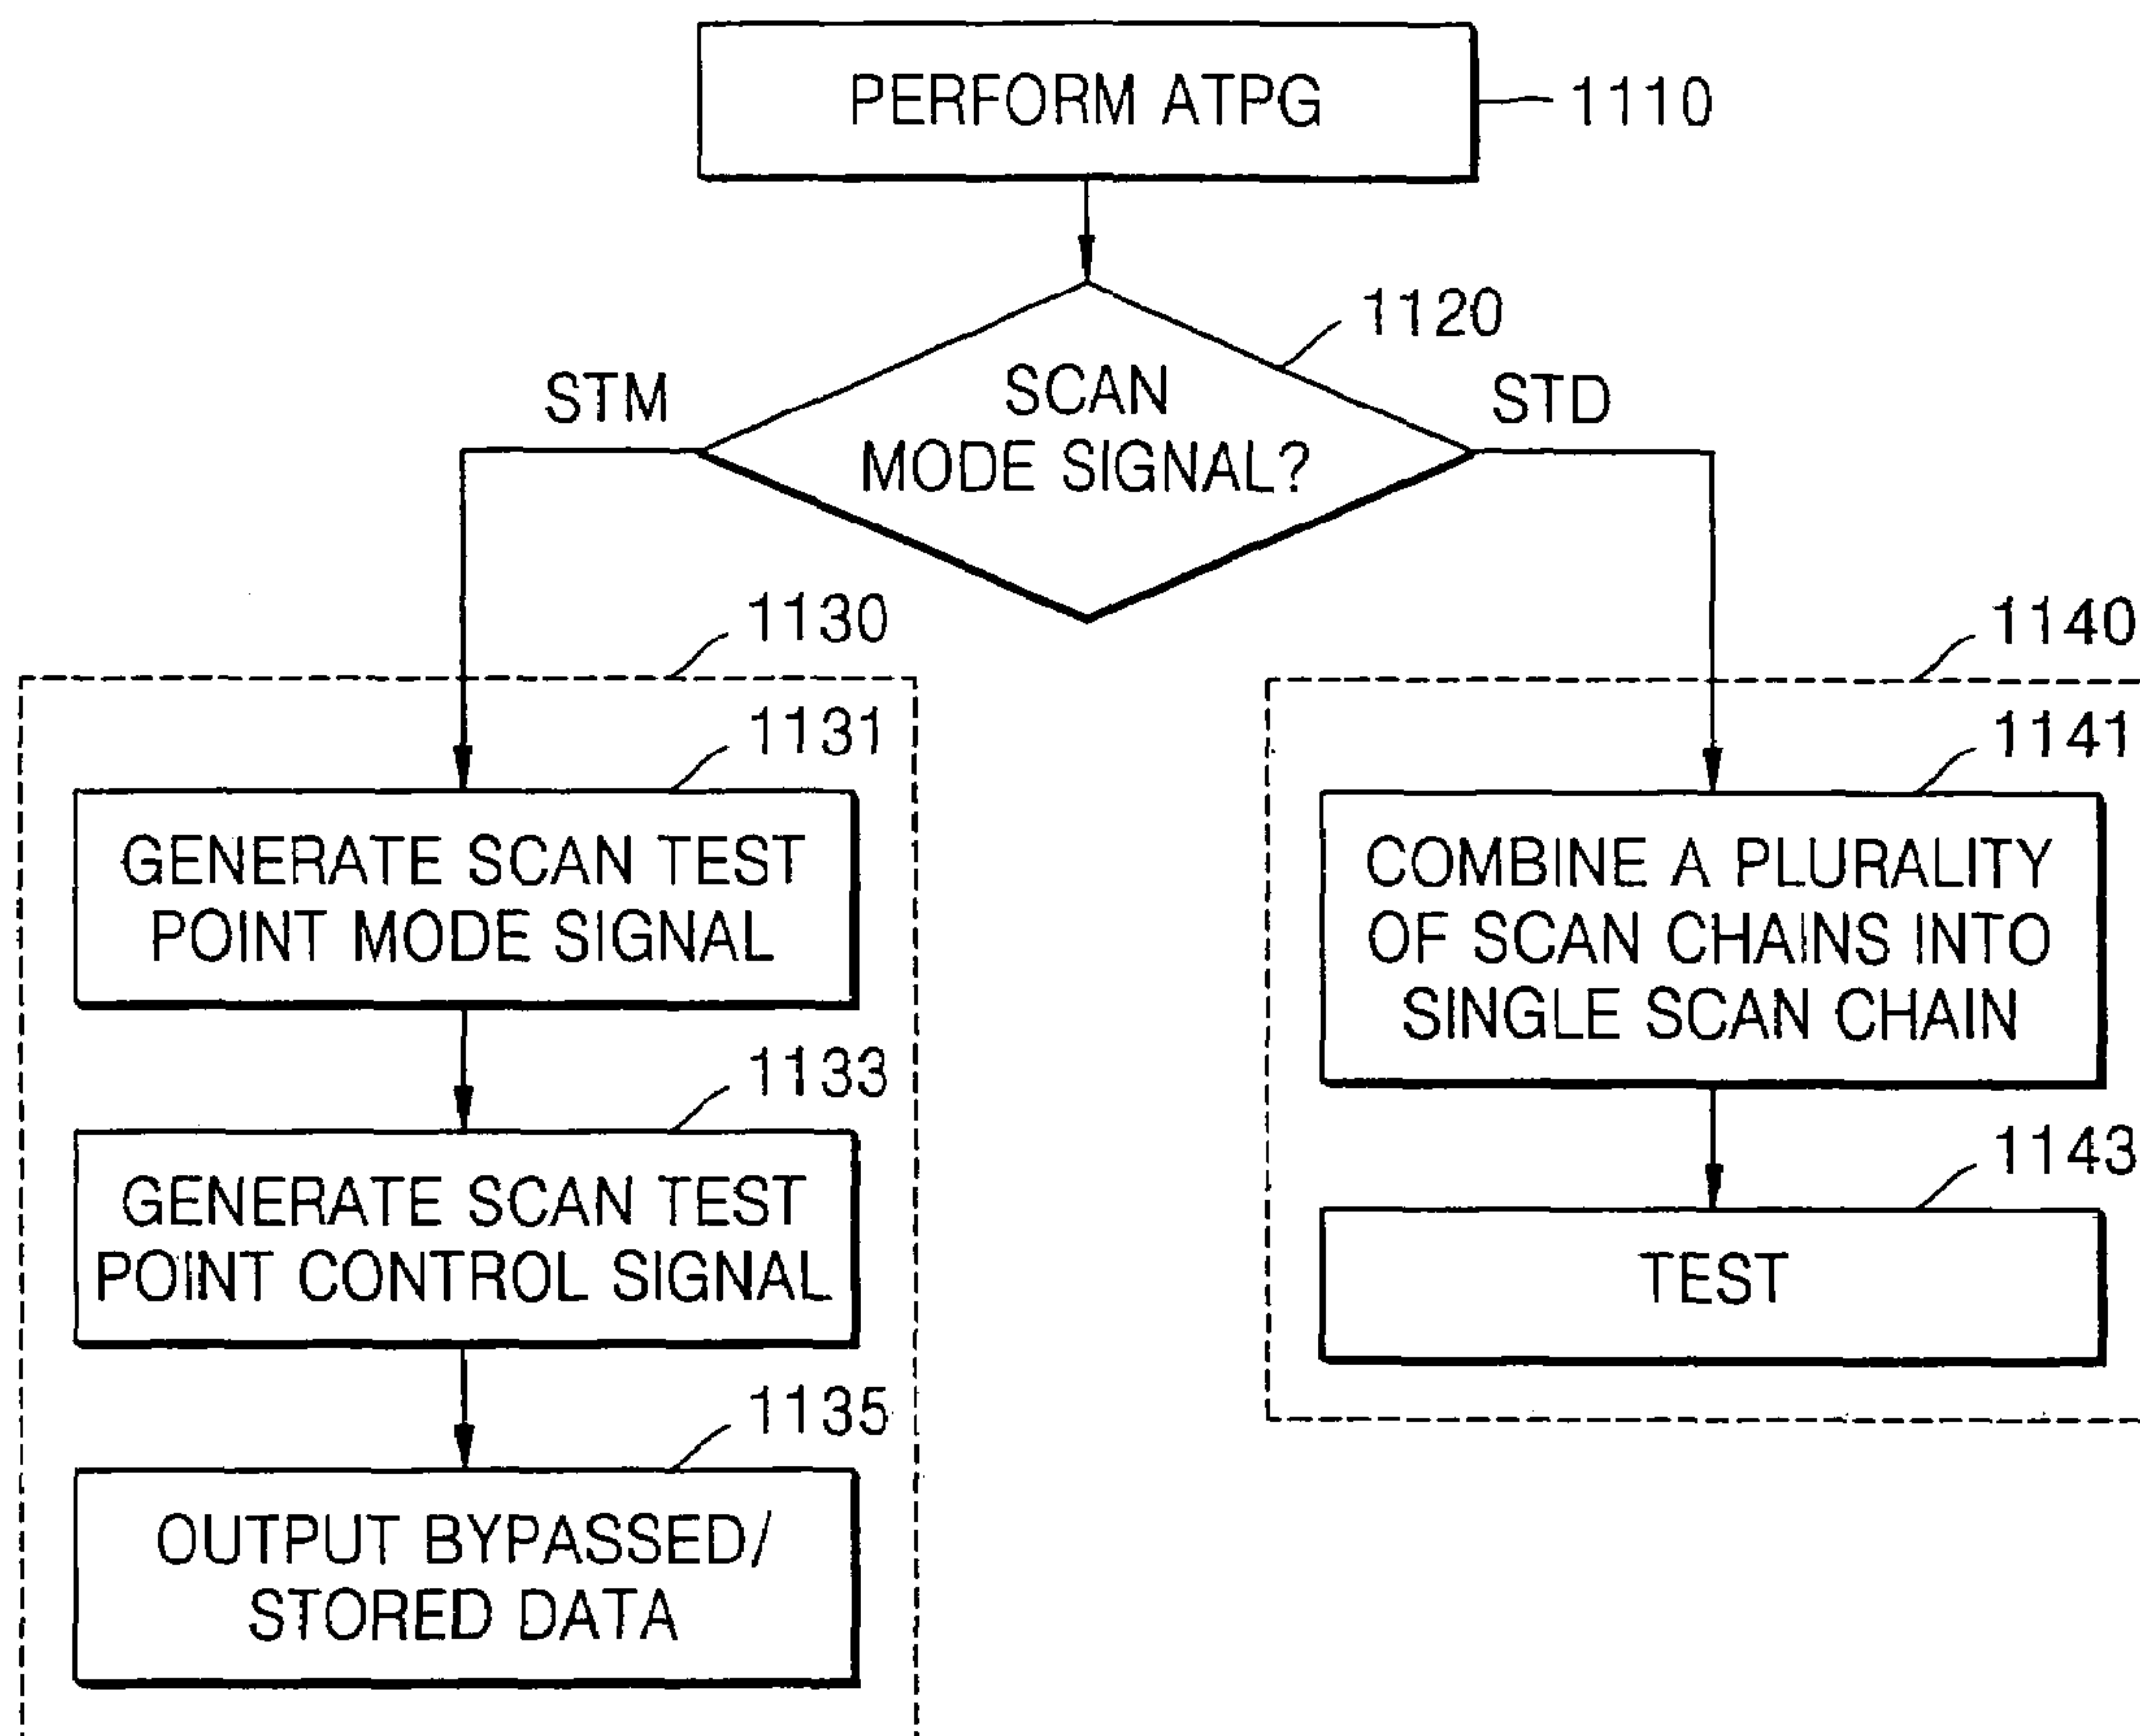 PERFORM ATPG
1110
1120
SCAN
MODE SIGNAL?
STM
STD
1130
1131
GENERATE SCAN TEST
POINT MODE SIGNAL
1133
GENERATE SCAN TEST
POINT CONTROL SIGNAL
1135
OUTPUT BYPASSED/
STORED DATA
1140
1141
COMBINE A PLURALITY
OF SCAN CHAINS INTO
SINGLE SCAN CHAIN
1143
TEST